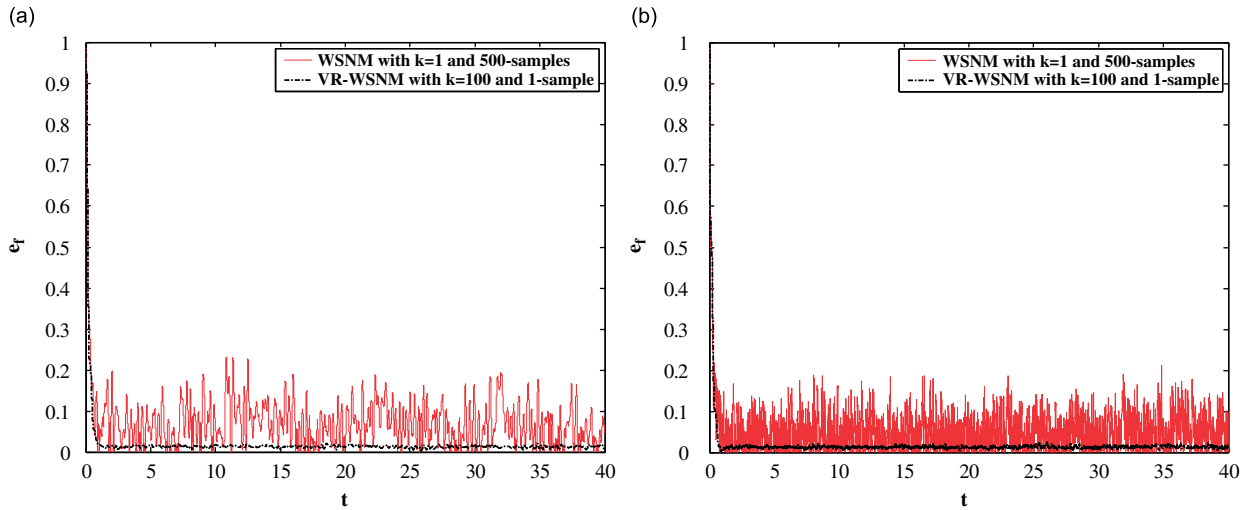 (a)
1
0.9
0.8
0.7
0.6
0.5
0.4
0.3
0.2
0.1
0
e_f
WSNM with k=1 and 500-samples
VR-WSNM with k=100 and 1-sample
0 5 10 15 20 25 30 35 40
t
(b)
1
0.9
0.8
0.7
0.6
0.5
0.4
0.3
0.2
0.1
0
e_f
WSNM with k=1 and 500-samples
VR-WSNM with k=100 and 1-sample
0 5 10 15 20 25 30 35 40
t